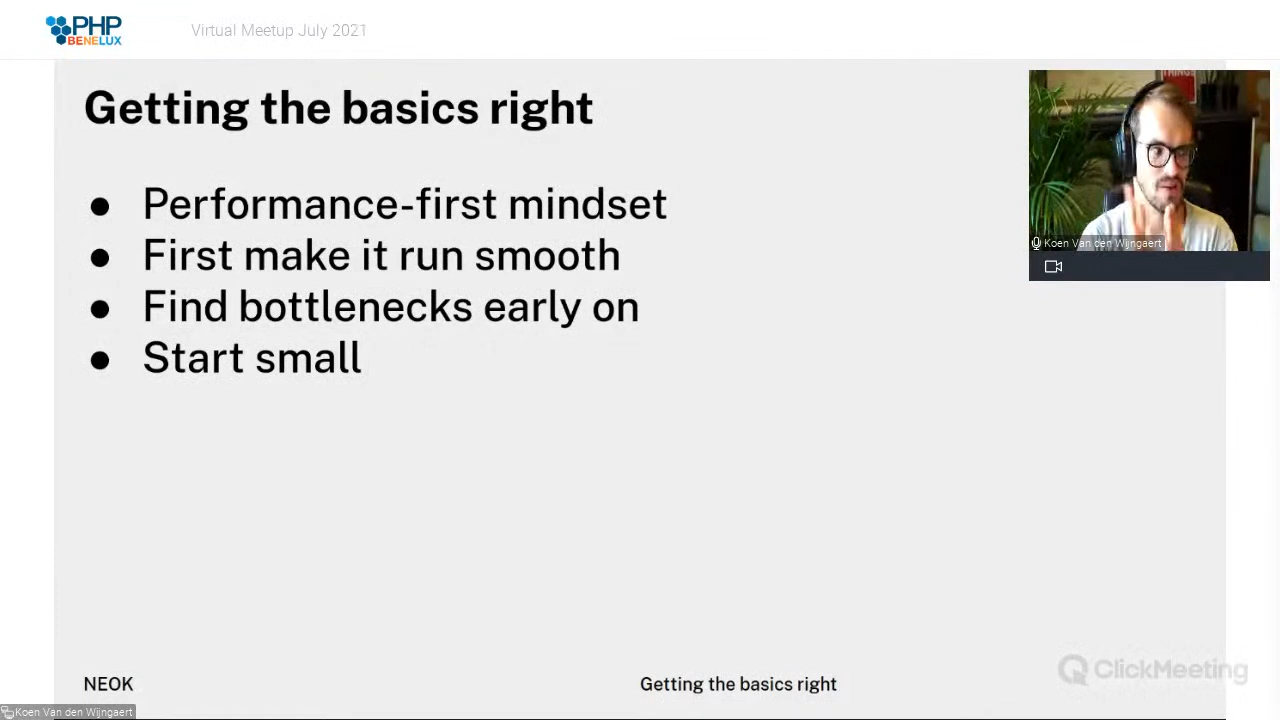 PHP
BENELUX
Virtual Meetup July 2021
Getting the basics right
THINGS
Koen Van den Wijngaert
● Performance-first mindset
● First make it run smooth
● Find bottlenecks early on
● Start small
ClickMeeting
NEOK
Getting the basics right
Koen Van den Wijngaert